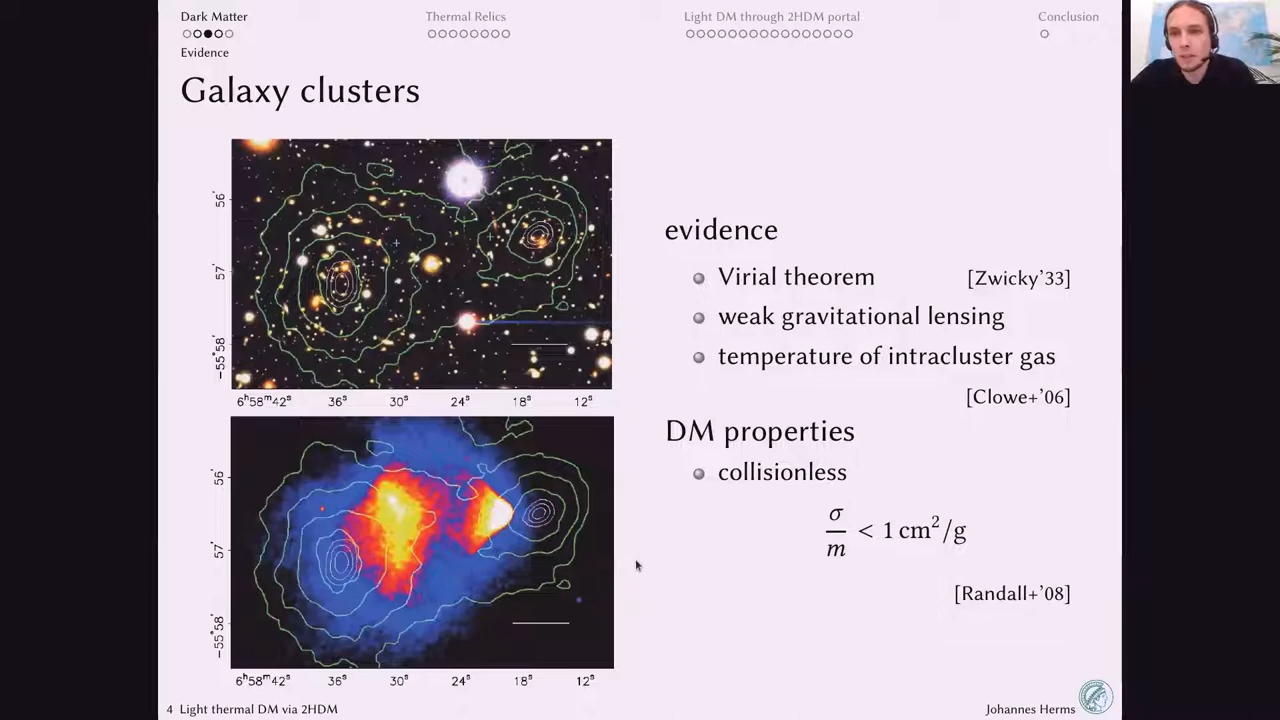 Dark Matter Thermal Relics Light DM through 2HDM portal Conclusion
Evidence
Galaxy clusters
56'
57'
−55°58'
6ʰ58ᵐ42ˢ 36ˢ 30ˢ 24ˢ 18ˢ 12ˢ
evidence
Virial theorem [Zwicky'33]
weak gravitational lensing
temperature of intracluster gas
[Clowe+'06]
DM properties
collisionless
σ/m < 1 cm²/g
[Randall+'08]
56'
57'
−55°58'
6ʰ58ᵐ42ˢ 36ˢ 30ˢ 24ˢ 18ˢ 12ˢ
4 Light thermal DM via 2HDM Johannes Herms